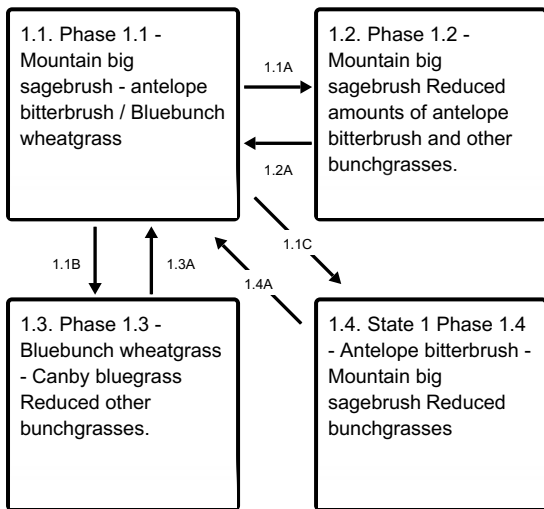 1.1. Phase 1.1 -
Mountain big
sagebrush - antelope
bitterbrush / Bluebunch
wheatgrass
1.1A
1.2A
1.2. Phase 1.2 -
Mountain big
sagebrush Reduced
amounts of antelope
bitterbrush and other
bunchgrasses.
1.1B
1.3A
1.4A
1.1C
1.3. Phase 1.3 -
Bluebunch wheatgrass
- Canby bluegrass
Reduced other
bunchgrasses.
1.4. State 1 Phase 1.4
- Antelope bitterbrush -
Mountain big
sagebrush Reduced
bunchgrasses